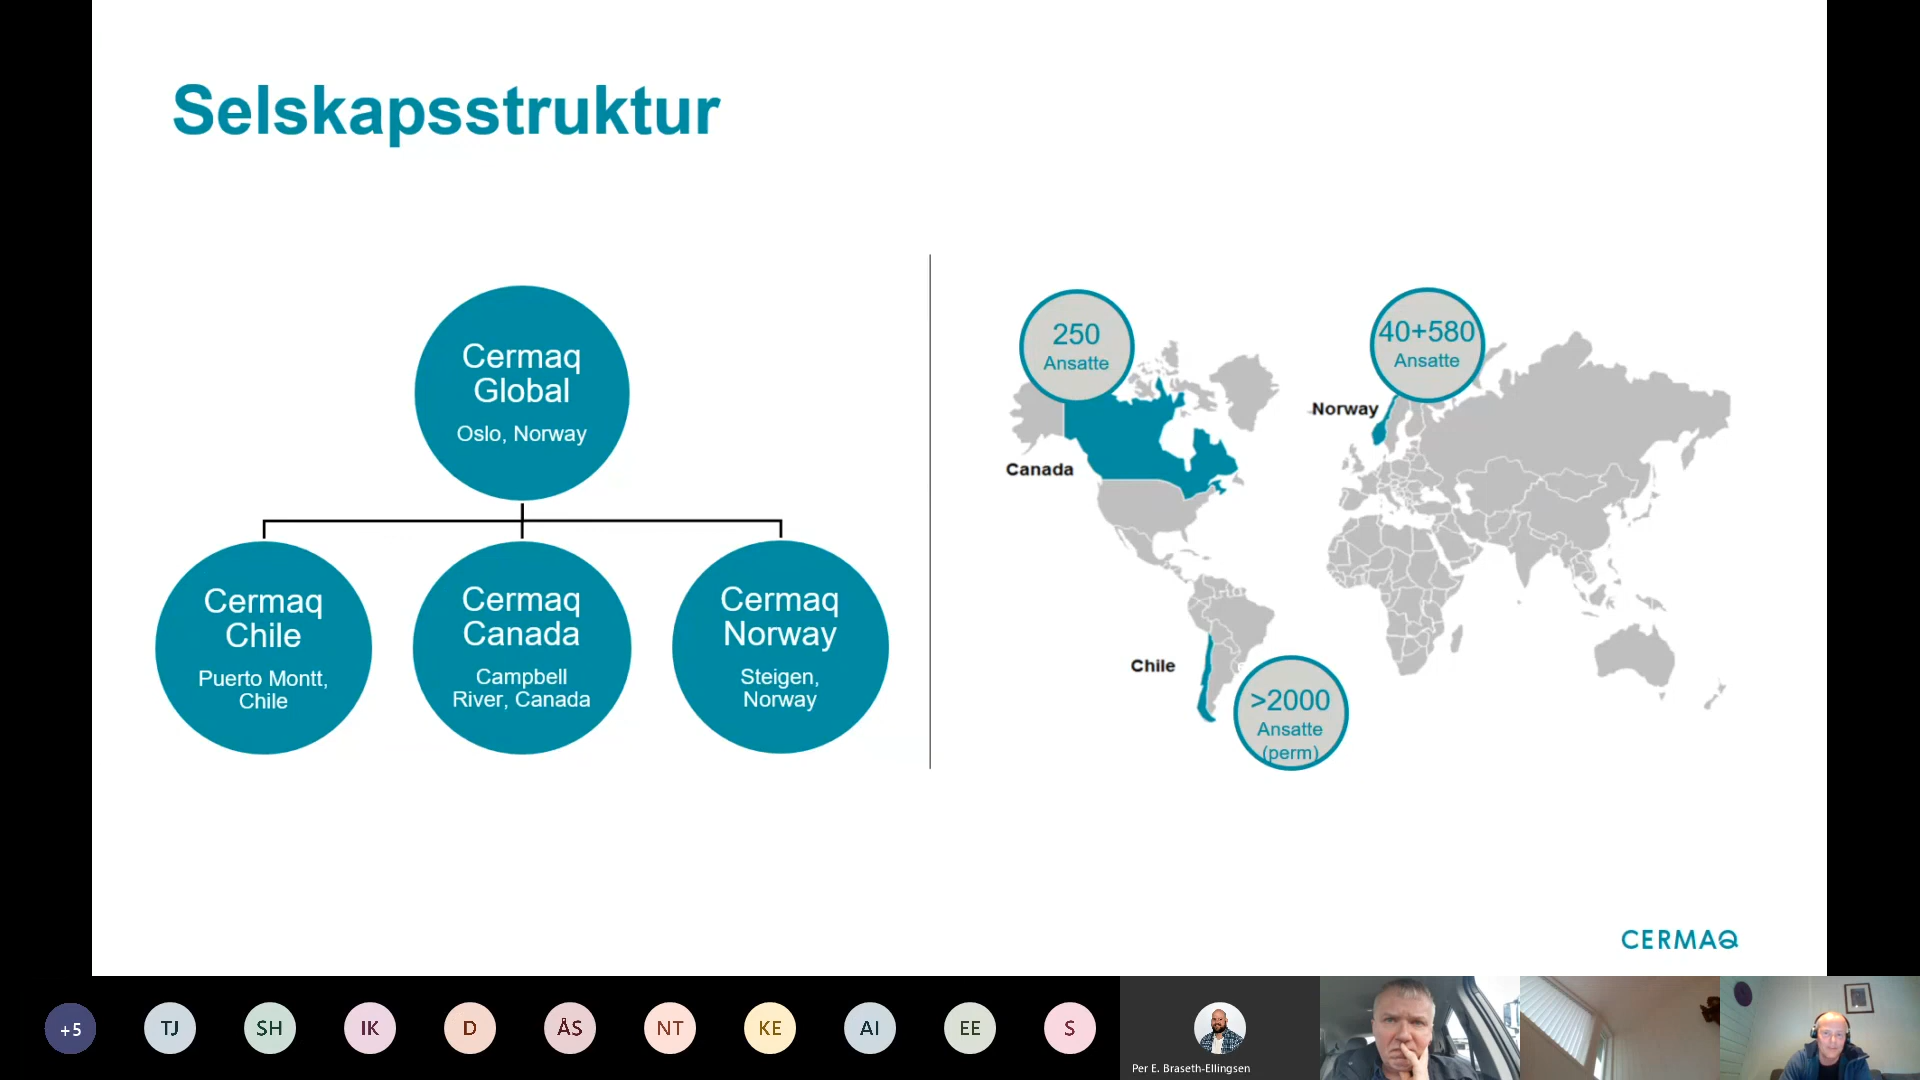 Selskapsstruktur
Cermaq
Global
Oslo, Norway
Cermaq
Chile
Puerto Montt,
Chile
Cermaq
Canada
Campbell
River, Canada
Cermaq
Norway
Steigen,
Norway
250
Ansatte
Canada
40+580
Ansatte
Norway
Chile
>2000
Ansatte
(perm)
CERMAQ
+5
TJ
SH
IK
D
ÅS
NT
KE
AI
EE
S
Per E. Braseth-Ellingsen